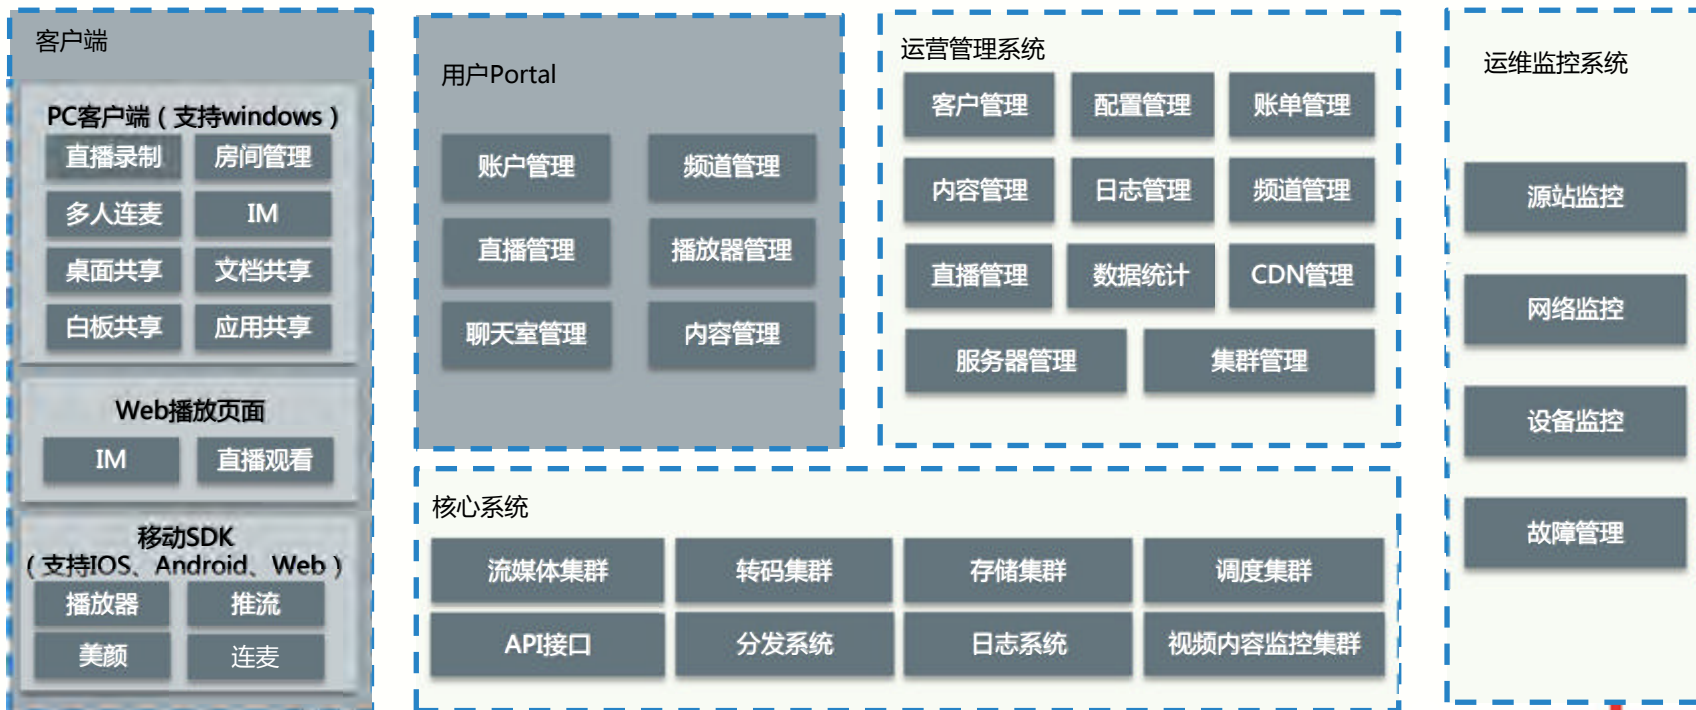 客户端
PC客户端（支持windows）
直播录制 房间管理
多人连麦 IM
桌面共享 文档共享
白板共享 应用共享
Web播放页面
IM 直播观看
移动SDK
（支持IOS、Android、Web）
播放器 推流
美颜 连麦
用户Portal
账户管理 频道管理
直播管理 播放器管理
聊天室管理 内容管理
运营管理系统
客户管理 配置管理 账单管理
内容管理 日志管理 频道管理
直播管理 数据统计 CDN管理
服务器管理 集群管理
核心系统
流媒体集群 转码集群 存储集群 调度集群
API接口 分发系统 日志系统 视频内容监控集群
运维监控系统
源站监控
网络监控
设备监控
故障管理